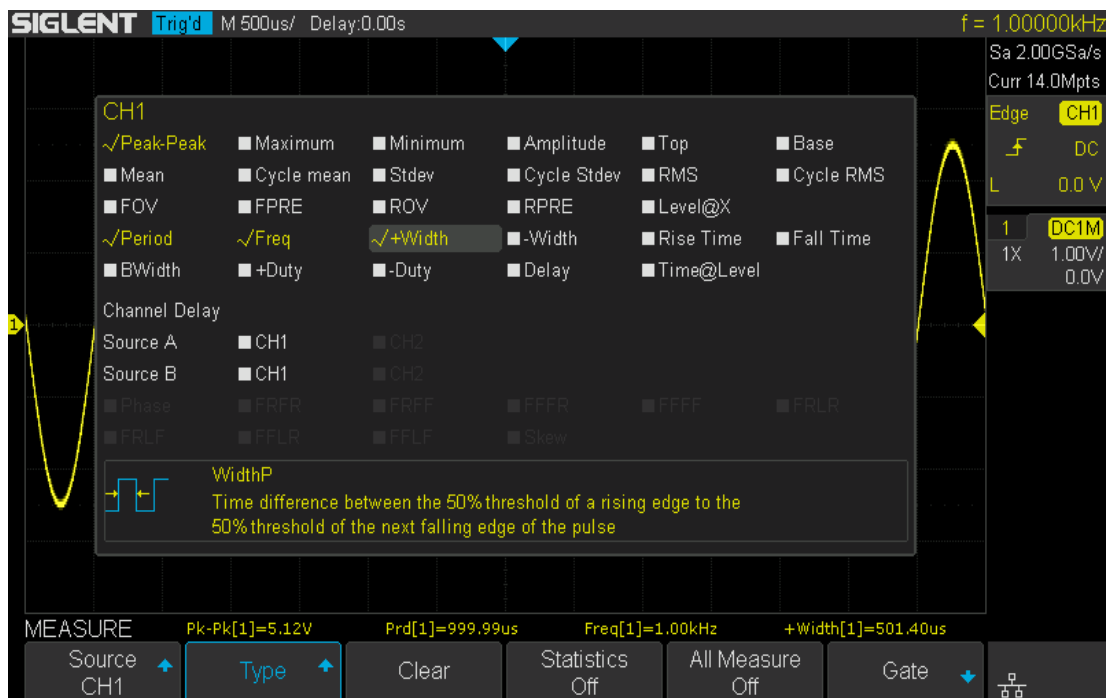 SIGLENT Trig'd M 500us/ Delay:0.00s f = 1.00000kHz
Sa 2.00GSa/s
Curr 14.0Mpts
Edge CH1
DC
L 0.0 V
1 DC1M
1X 1.00V/
0.0V
CH1
√Peak-Peak ■Maximum ■Minimum ■Amplitude ■Top ■Base
■Mean ■Cycle mean ■Stdev ■Cycle Stdev ■RMS ■Cycle RMS
■FOV ■FPRE ■ROV ■RPRE ■Level@X
√Period √Freq √+Width ■-Width ■Rise Time ■Fall Time
■BWidth ■+Duty ■-Duty ■Delay ■Time@Level
Channel Delay
1
Source A ■CH1 ■CH2
Source B ■CH1 ■CH2
■Phase ■FRFR ■FRFF ■FFFR ■FFFF ■FRLR
■FRLF ■FFLR ■FFLF ■Skew
WidthP
Time difference between the 50% threshold of a rising edge to the
50% threshold of the next falling edge of the pulse
MEASURE Pk-Pk[1]=5.12V Prd[1]=999.99us Freq[1]=1.00kHz +Width[1]=501.40us
Source
CH1
Type
Clear
Statistics
Off
All Measure
Off
Gate